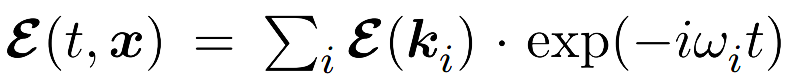 𝓔(t, 𝒙) = ∑ᵢ 𝓔(𝒌ᵢ) · exp(−iωᵢt)